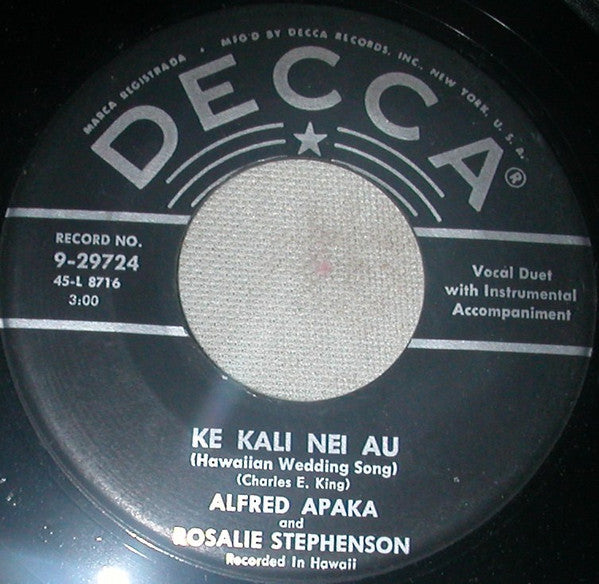 MARCA REGISTRADA • MFG'D BY DECCA RECORDS, INC., NEW YORK, U. S. A.
DECCA®
RECORD NO.
9-29724
45-L 8716
3:00
Vocal Duet
with Instrumental
Accompaniment
KE KALI NEI AU
(Hawaiian Wedding Song)
(Charles E. King)
ALFRED APAKA
and
ROSALIE STEPHENSON
Recorded In Hawaii